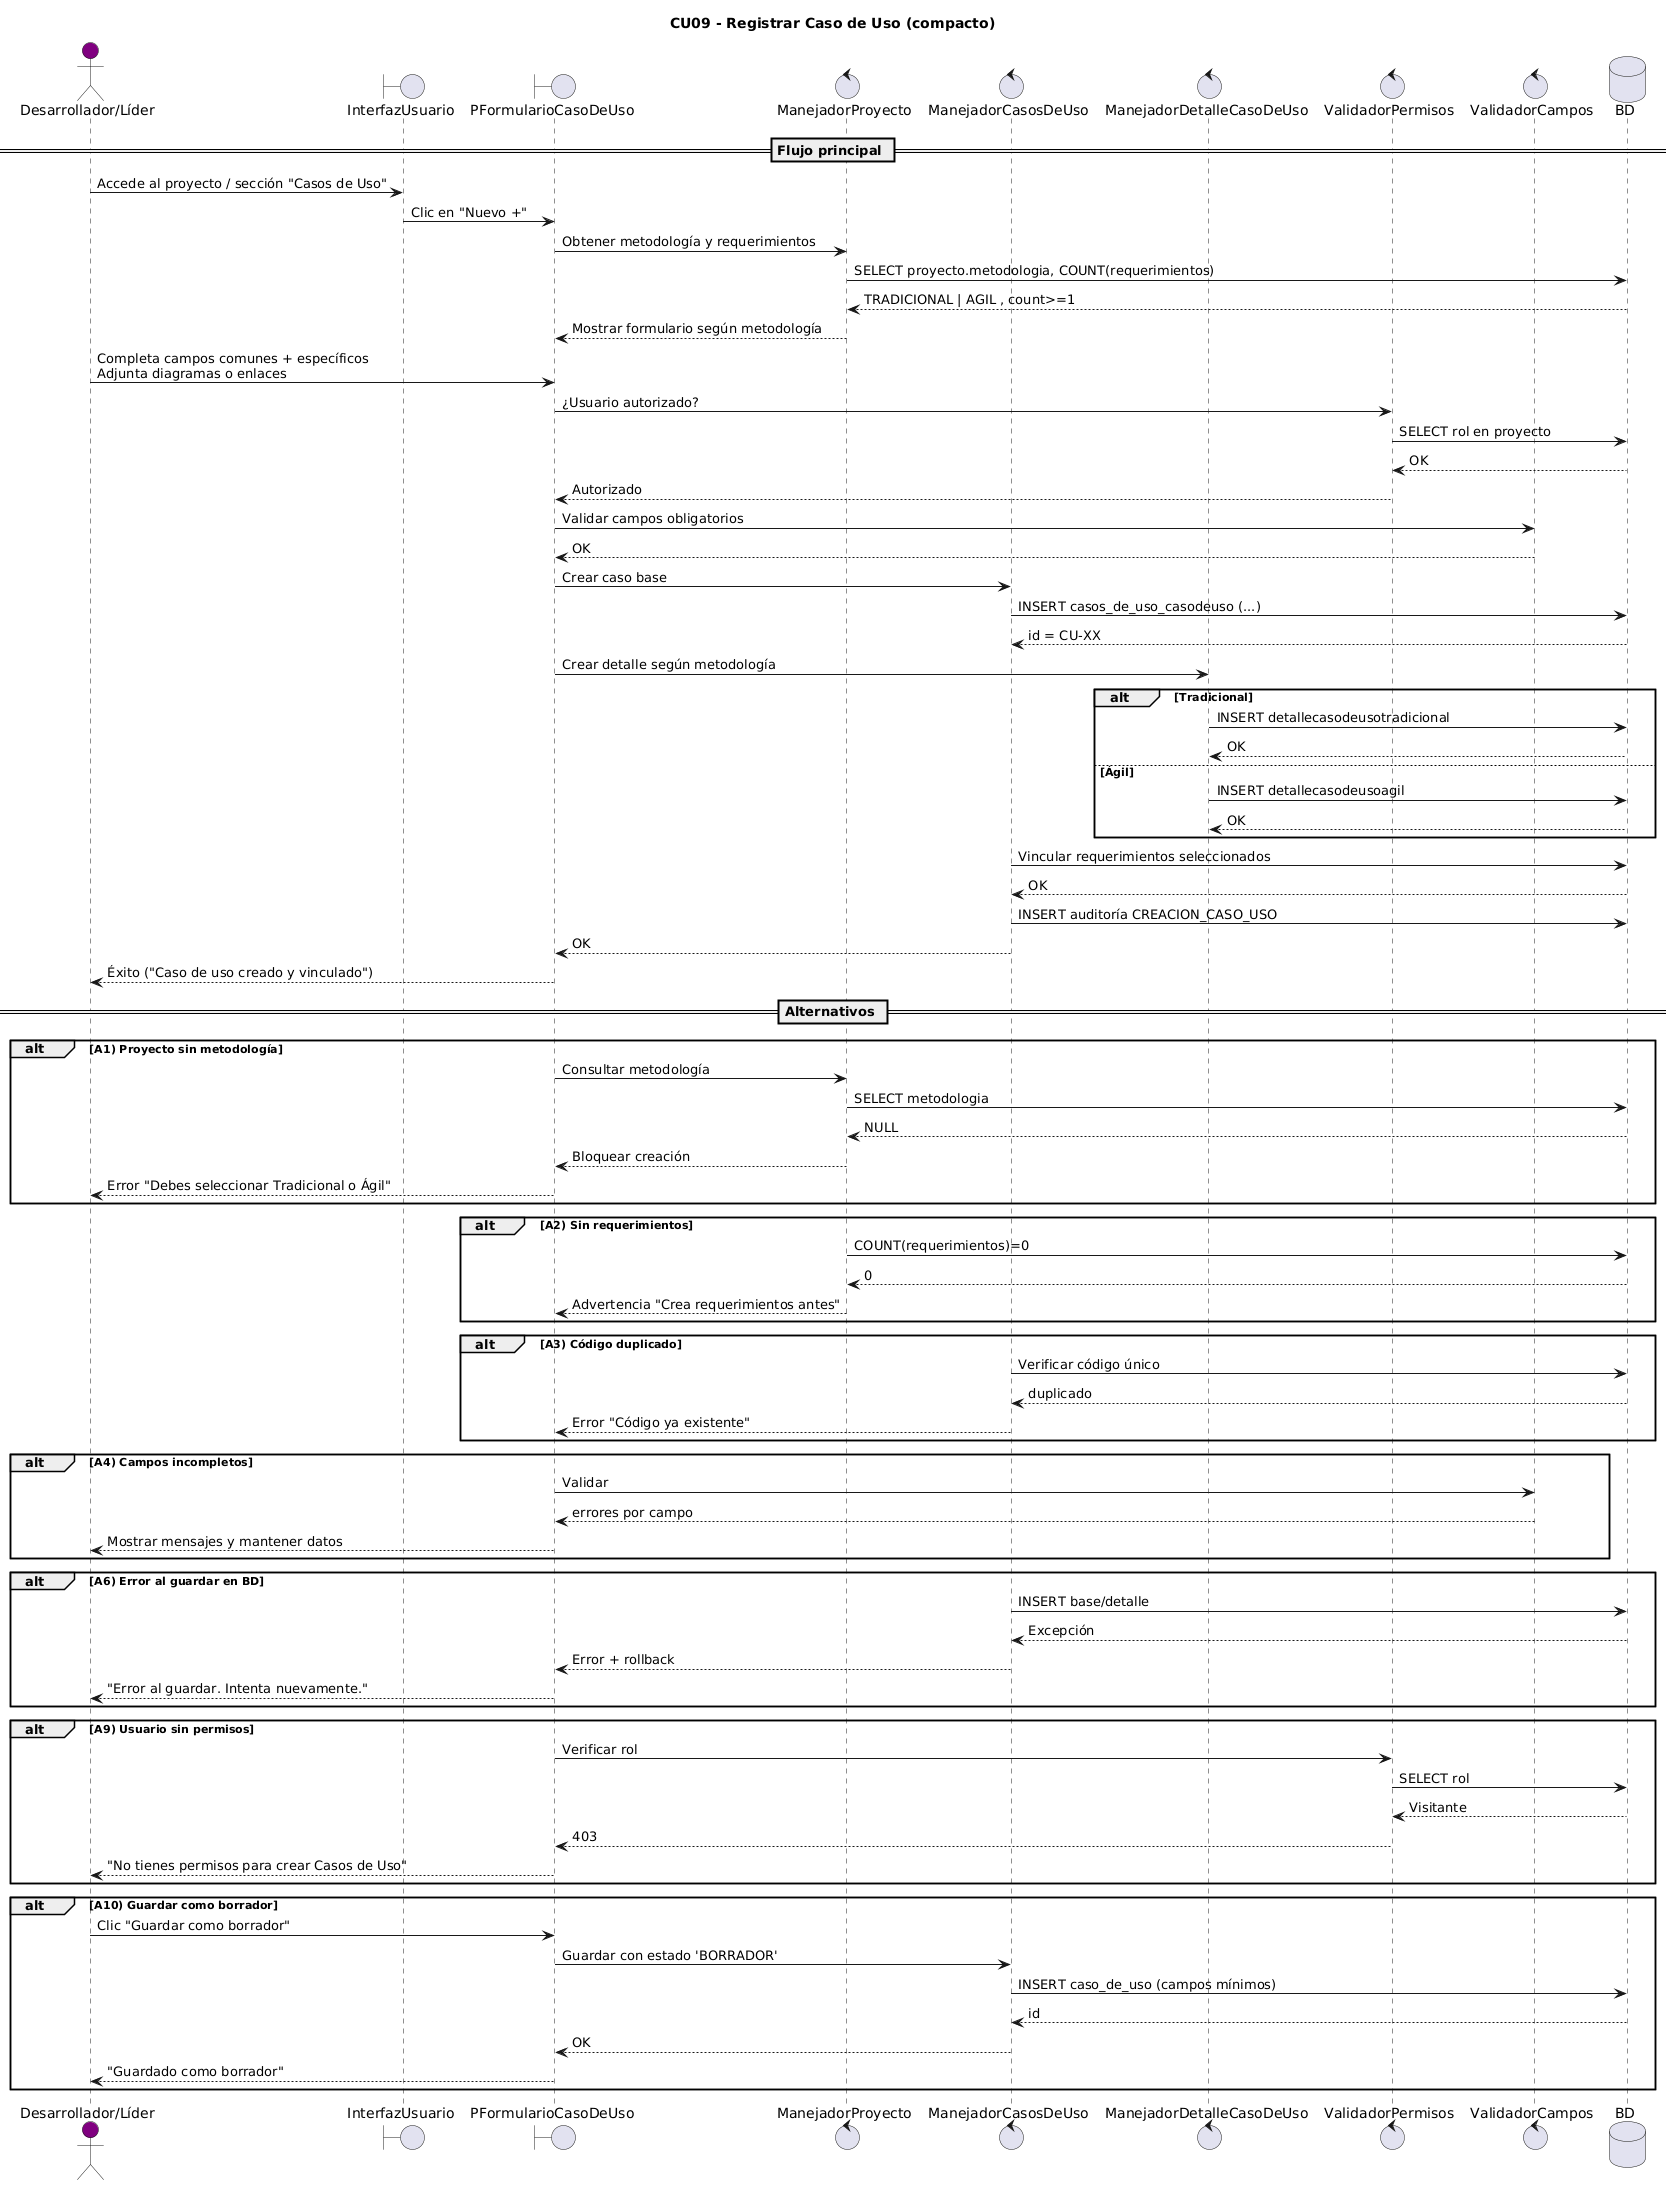 CU09 - Registrar Caso de Uso (compacto)
Desarrollador/Líder
InterfazUsuario
PFormularioCasoDeUso
ManejadorProyecto
ManejadorCasosDeUso
ManejadorDetalleCasoDeUso
ValidadorPermisos
ValidadorCampos
BD
Flujo principal
Accede al proyecto / sección "Casos de Uso"
Clic en "Nuevo +"
Obtener metodología y requerimientos
SELECT proyecto.metodologia, COUNT(requerimientos)
TRADICIONAL | AGIL , count>=1
Mostrar formulario según metodología
Completa campos comunes + específicos
Adjunta diagramas o enlaces
¿Usuario autorizado?
SELECT rol en proyecto
OK
Autorizado
Validar campos obligatorios
OK
Crear caso base
INSERT casos_de_uso_casodeuso (...)
id = CU-XX
Crear detalle según metodología
alt [Tradicional]
INSERT detallecasodeusotradicional
OK
[Ágil]
INSERT detallecasodeusoagil
OK
Vincular requerimientos seleccionados
OK
INSERT auditoría CREACION_CASO_USO
OK
Éxito ("Caso de uso creado y vinculado")
Alternativos
alt [A1) Proyecto sin metodología]
Consultar metodología
SELECT metodologia
NULL
Bloquear creación
Error "Debes seleccionar Tradicional o Ágil"
alt [A2) Sin requerimientos]
COUNT(requerimientos)=0
0
Advertencia "Crea requerimientos antes"
alt [A3) Código duplicado]
Verificar código único
duplicado
Error "Código ya existente"
alt [A4) Campos incompletos]
Validar
errores por campo
Mostrar mensajes y mantener datos
alt [A6) Error al guardar en BD]
INSERT base/detalle
Excepción
Error + rollback
"Error al guardar. Intenta nuevamente."
alt [A9) Usuario sin permisos]
Verificar rol
SELECT rol
Visitante
403
"No tienes permisos para crear Casos de Uso"
alt [A10) Guardar como borrador]
Clic "Guardar como borrador"
Guardar con estado 'BORRADOR'
INSERT caso_de_uso (campos mínimos)
id
OK
"Guardado como borrador"
Desarrollador/Líder
InterfazUsuario
PFormularioCasoDeUso
ManejadorProyecto
ManejadorCasosDeUso
ManejadorDetalleCasoDeUso
ValidadorPermisos
ValidadorCampos
BD